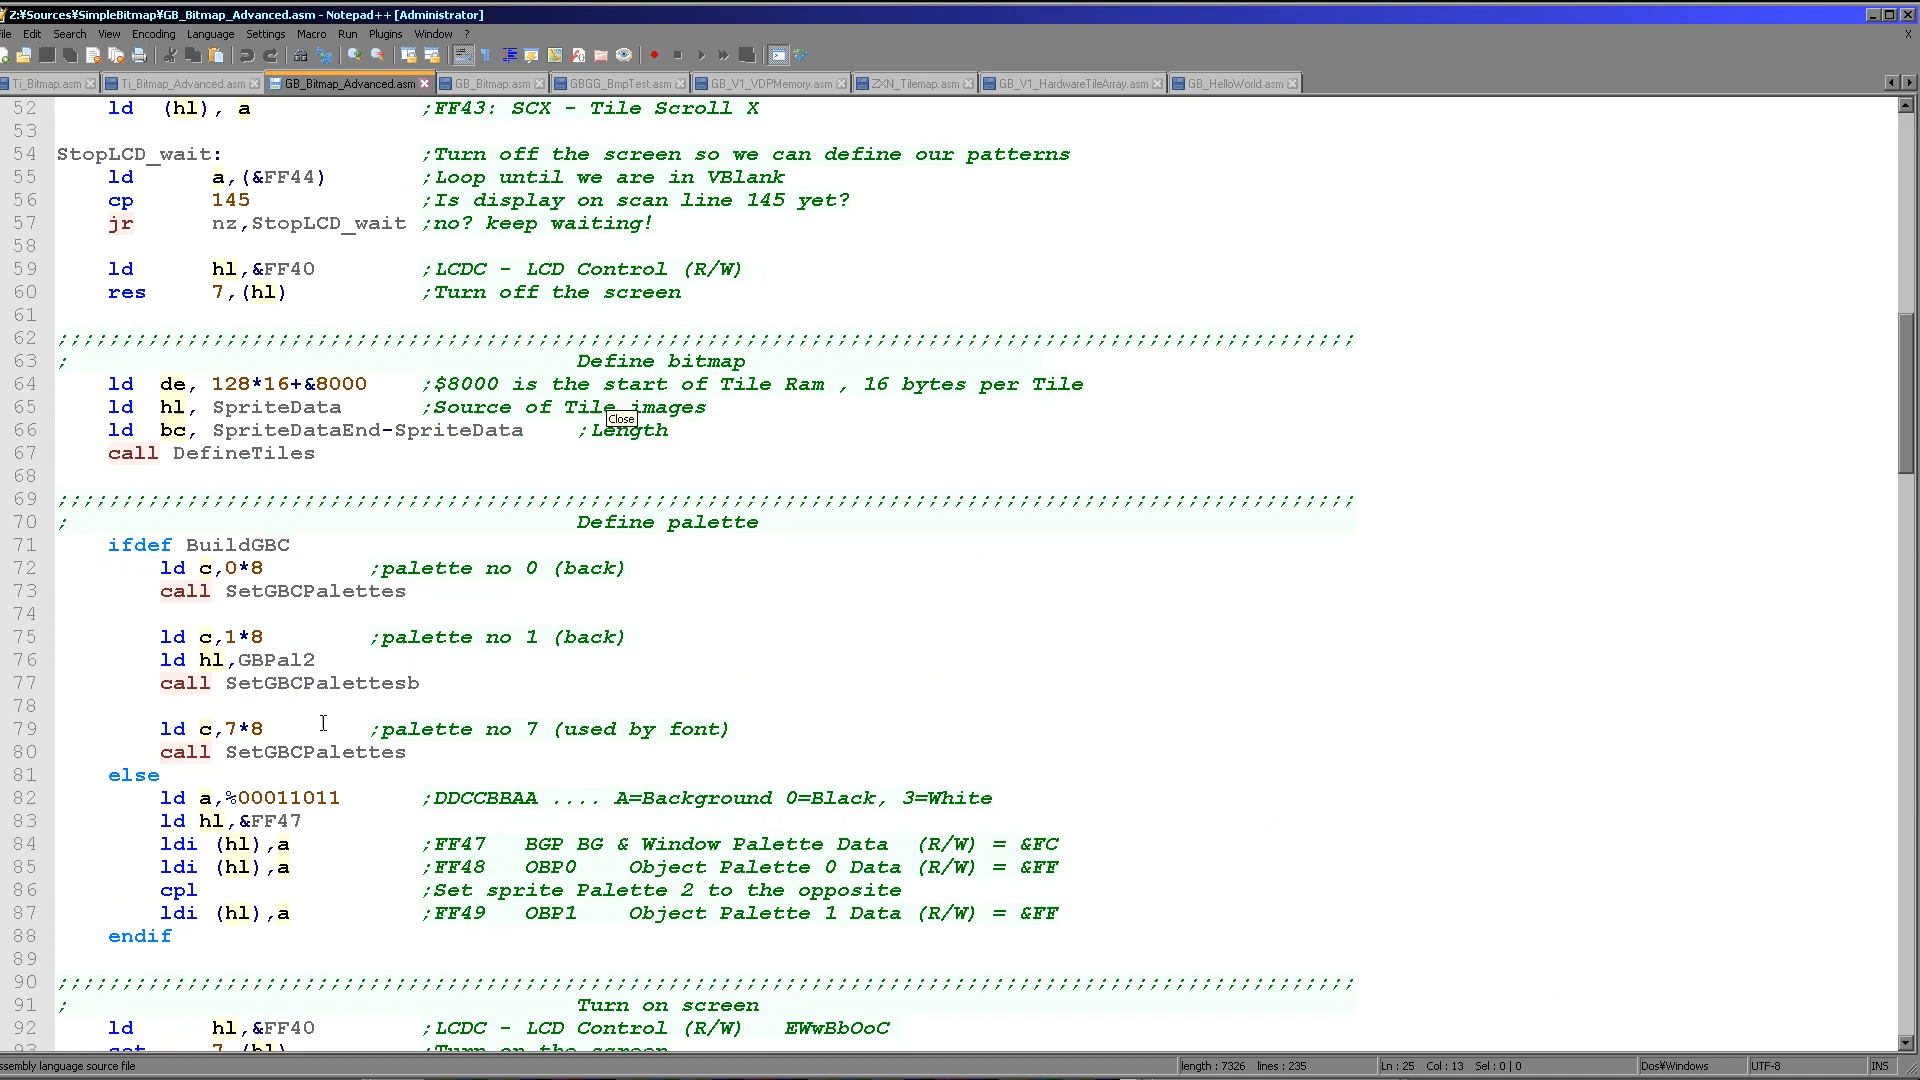 Z:¥Sources¥SimpleBitmap¥GB_Bitmap_Advanced.asm - Notepad++ [Administrator]
ile Edit Search View Encoding Language Settings Macro Run Plugins Window ? X
Ti_Bitmap.asm Ti_Bitmap_Advanced.asm GB_Bitmap_Advanced.asm GB_Bitmap.asm GBGG_BmpTest.asm GB_V1_VDPMemory.asm ZXN_Tilemap.asm GB_V1_HardwareTileArray.asm GB_HelloWorld.asm
52 ld (hl), a ;FF43: SCX - Tile Scroll X
53
54 StopLCD_wait: ;Turn off the screen so we can define our patterns
55 ld a,(&FF44) ;Loop until we are in VBlank
56 cp 145 ;Is display on scan line 145 yet?
57 jr nz,StopLCD_wait ;no? keep waiting!
58
59 ld hl,&FF40 ;LCDC - LCD Control (R/W)
60 res 7,(hl) ;Turn off the screen
61
62 ;;;;;;;;;;;;;;;;;;;;;;;;;;;;;;;;;;;;;;;;;;;;;;;;;;;;;;;;;;;;;;;;;;;;;;;;;;;;;;;;;;;;;;;;;;;;;;;;;;;;
63 ; Define bitmap
64 ld de, 128*16+&8000 ;$8000 is the start of Tile Ram , 16 bytes per Tile
65 ld hl, SpriteData ;Source of Tile images
Close
66 ld bc, SpriteDataEnd-SpriteData ;Length
67 call DefineTiles
68
69 ;;;;;;;;;;;;;;;;;;;;;;;;;;;;;;;;;;;;;;;;;;;;;;;;;;;;;;;;;;;;;;;;;;;;;;;;;;;;;;;;;;;;;;;;;;;;;;;;;;;;
70 ; Define palette
71 ifdef BuildGBC
72 ld c,0*8 ;palette no 0 (back)
73 call SetGBCPalettes
74
75 ld c,1*8 ;palette no 1 (back)
76 ld hl,GBPal2
77 call SetGBCPalettesb
78
79 ld c,7*8 ;palette no 7 (used by font)
80 call SetGBCPalettes
81 else
82 ld a,%00011011 ;DDCCBBAA .... A=Background 0=Black, 3=White
83 ld hl,&FF47
84 ldi (hl),a ;FF47 BGP BG & Window Palette Data (R/W) = &FC
85 ldi (hl),a ;FF48 OBP0 Object Palette 0 Data (R/W) = &FF
86 cpl ;Set sprite Palette 2 to the opposite
87 ldi (hl),a ;FF49 OBP1 Object Palette 1 Data (R/W) = &FF
88 endif
89
90 ;;;;;;;;;;;;;;;;;;;;;;;;;;;;;;;;;;;;;;;;;;;;;;;;;;;;;;;;;;;;;;;;;;;;;;;;;;;;;;;;;;;;;;;;;;;;;;;;;;;;
91 ; Turn on screen
92 ld hl,&FF40 ;LCDC - LCD Control (R/W) EWwBbOoC
93 set 7,(hl) ;Turn on the screen
ssembly language source file length : 7326 lines : 235 Ln : 25 Col : 13 Sel : 0 | 0 Dos¥Windows UTF-8 INS